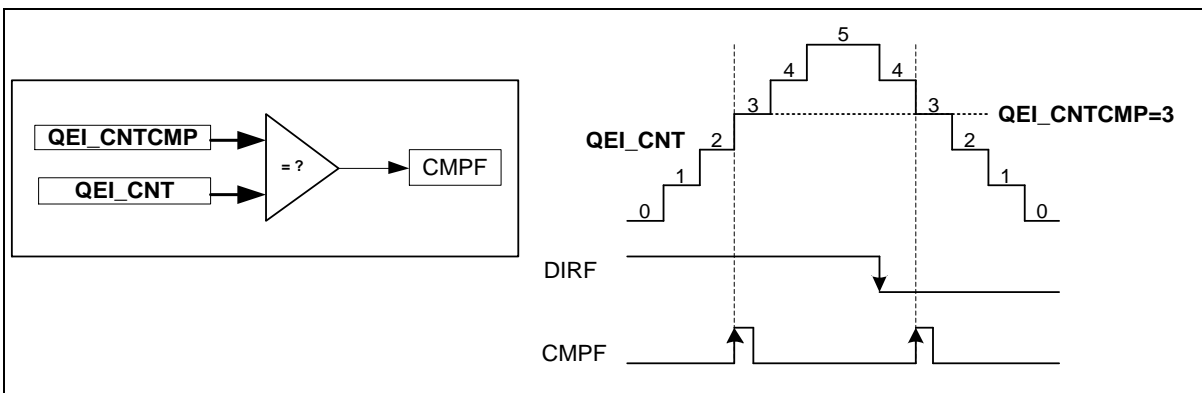 QEI_CNTCMP
= ?
CMPF
QEI_CNT
5
4
4
3
3
QEI_CNTCMP=3
QEI_CNT
2
2
1
1
0
0
DIRF
CMPF